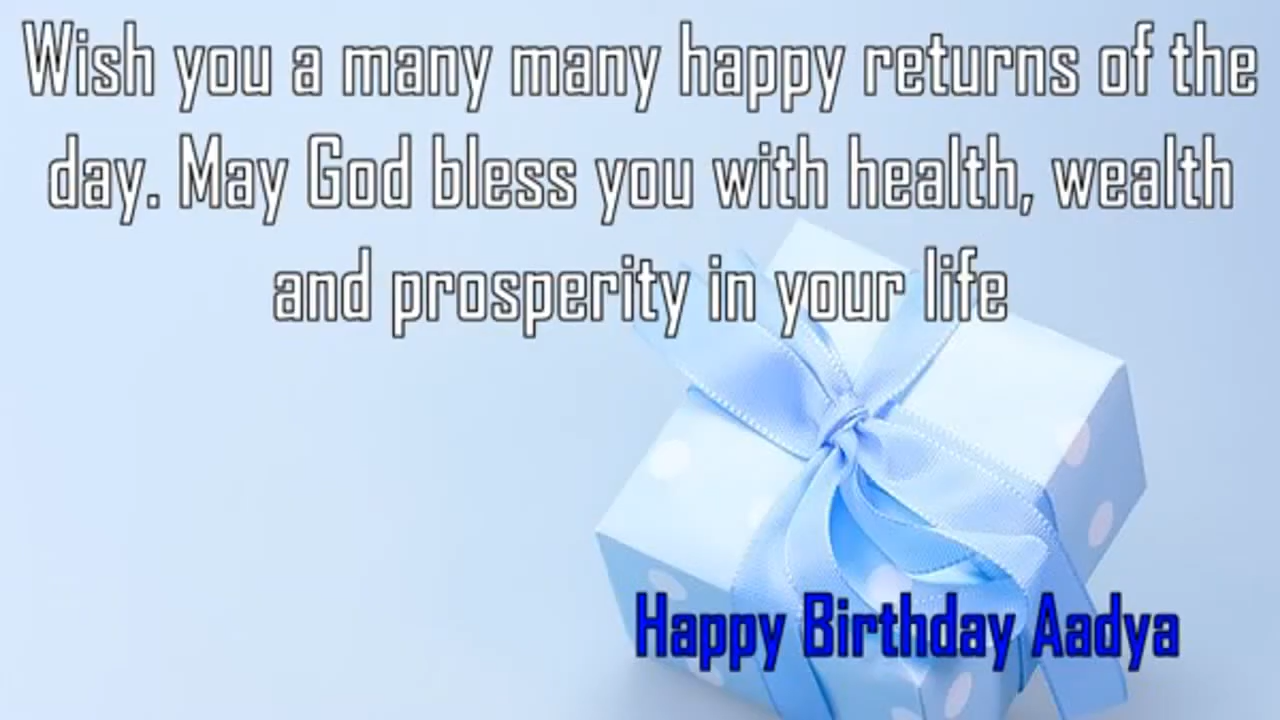 Wish you a many many happy returns of the
day. May God bless you with health, wealth
and prosperity in your life
Happy Birthday Aadya